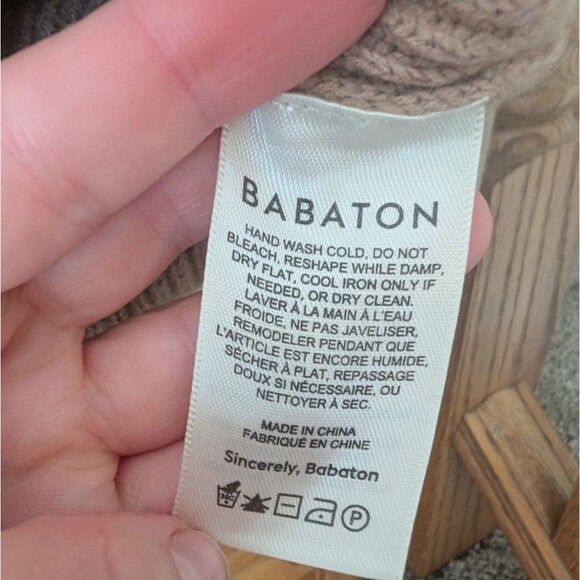 BABATON
HAND WASH COLD, DO NOT
BLEACH, RESHAPE WHILE DAMP,
DRY FLAT, COOL IRON ONLY IF
NEEDED, OR DRY CLEAN.
LAVER À LA MAIN À L'EAU
FROIDE, NE PAS JAVELISER,
REMODELER PENDANT QUE
L'ARTICLE EST ENCORE HUMIDE,
SÉCHER À PLAT, REPASSAGE
DOUX SI NÉCESSAIRE, OU
NETTOYER À SEC.
MADE IN CHINA
FABRIQUÉ EN CHINE
Sincerely, Babaton
P